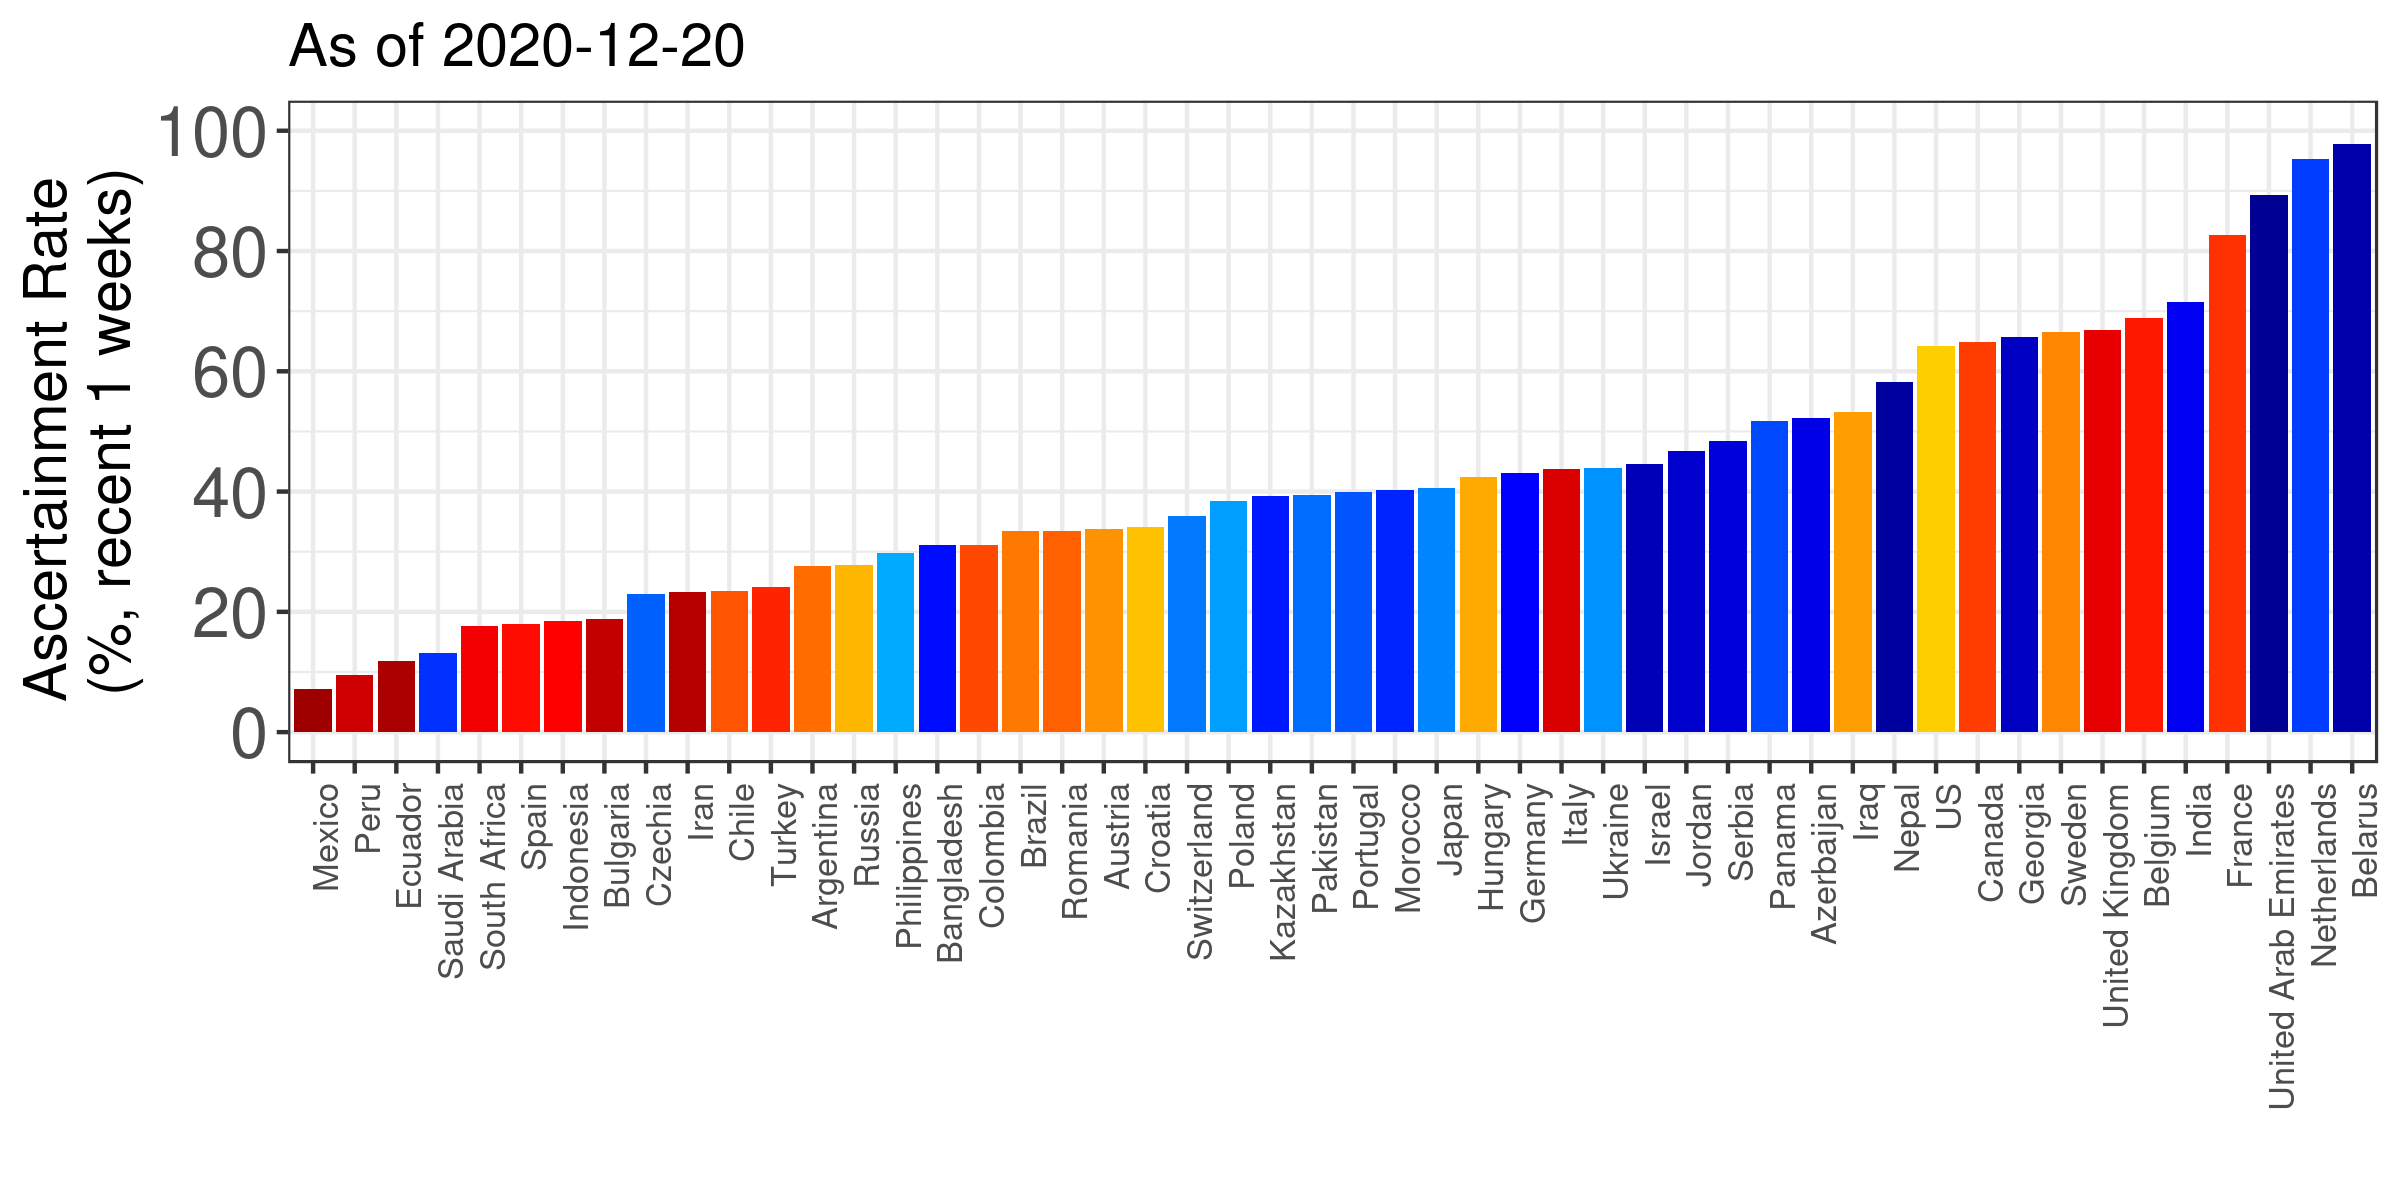 As of 2020-12-20
Ascertainment Rate
(%, recent 1 weeks)
100
80
60
40
20
0
Mexico
Peru
Ecuador
Saudi Arabia
South Africa
Spain
Indonesia
Bulgaria
Czechia
Iran
Chile
Turkey
Argentina
Russia
Philippines
Bangladesh
Colombia
Brazil
Romania
Austria
Croatia
Switzerland
Poland
Kazakhstan
Pakistan
Portugal
Morocco
Japan
Hungary
Germany
Italy
Ukraine
Israel
Jordan
Serbia
Panama
Azerbaijan
Iraq
Nepal
US
Canada
Georgia
Sweden
United Kingdom
Belgium
India
France
United Arab Emirates
Netherlands
Belarus